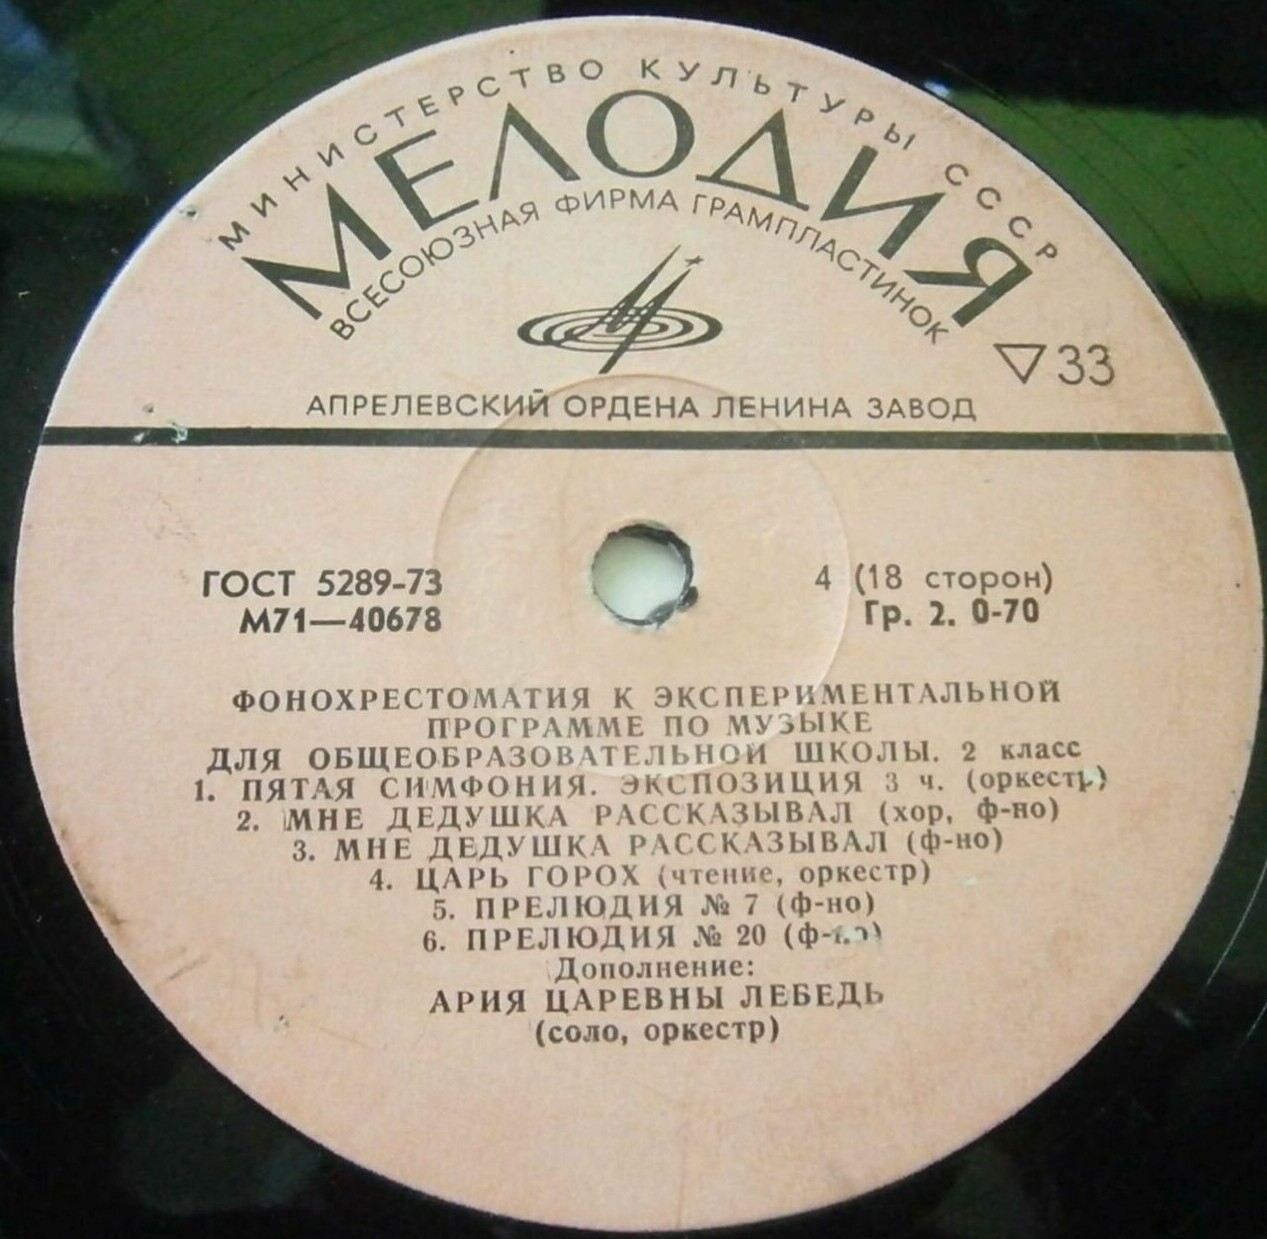 МИНИСТЕРСТВО КУЛЬТУРЫ СССР
МЕЛОДИЯ
ВСЕСОЮЗНАЯ ФИРМА ГРАМПЛАСТИНОК
33
АПРЕЛЕВСКИЙ ОРДЕНА ЛЕНИНА ЗАВОД
ГОСТ 5289-73 4 (18 сторон)
М71—40678 Гр. 2. 0-70
ФОНОХРЕСТОМАТИЯ К ЭКСПЕРИМЕНТАЛЬНОЙ
ПРОГРАММЕ ПО МУЗЫКЕ
ДЛЯ ОБЩЕОБРАЗОВАТЕЛЬНОЙ ШКОЛЫ. 2 класс
1. ПЯТАЯ СИМФОНИЯ. ЭКСПОЗИЦИЯ 3 ч. (оркестр)
2. МНЕ ДЕДУШКА РАССКАЗЫВАЛ (хор, ф-но)
3. МНЕ ДЕДУШКА РАССКАЗЫВАЛ (ф-но)
4. ЦАРЬ ГОРОХ (чтение, оркестр)
5. ПРЕЛЮДИЯ № 7 (ф-но)
6. ПРЕЛЮДИЯ № 20 (ф-но)
Дополнение:
АРИЯ ЦАРЕВНЫ ЛЕБЕДЬ
(соло, оркестр)